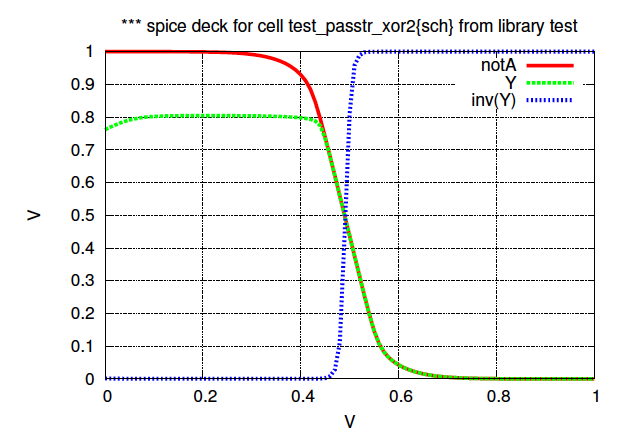 *** spice deck for cell test_passtr_xor2{sch} from library test
notA
Y
inv(Y)
1
0.9
0.8
0.7
0.6
0.5
0.4
0.3
0.2
0.1
0
V
0 0.2 0.4 0.6 0.8 1
V